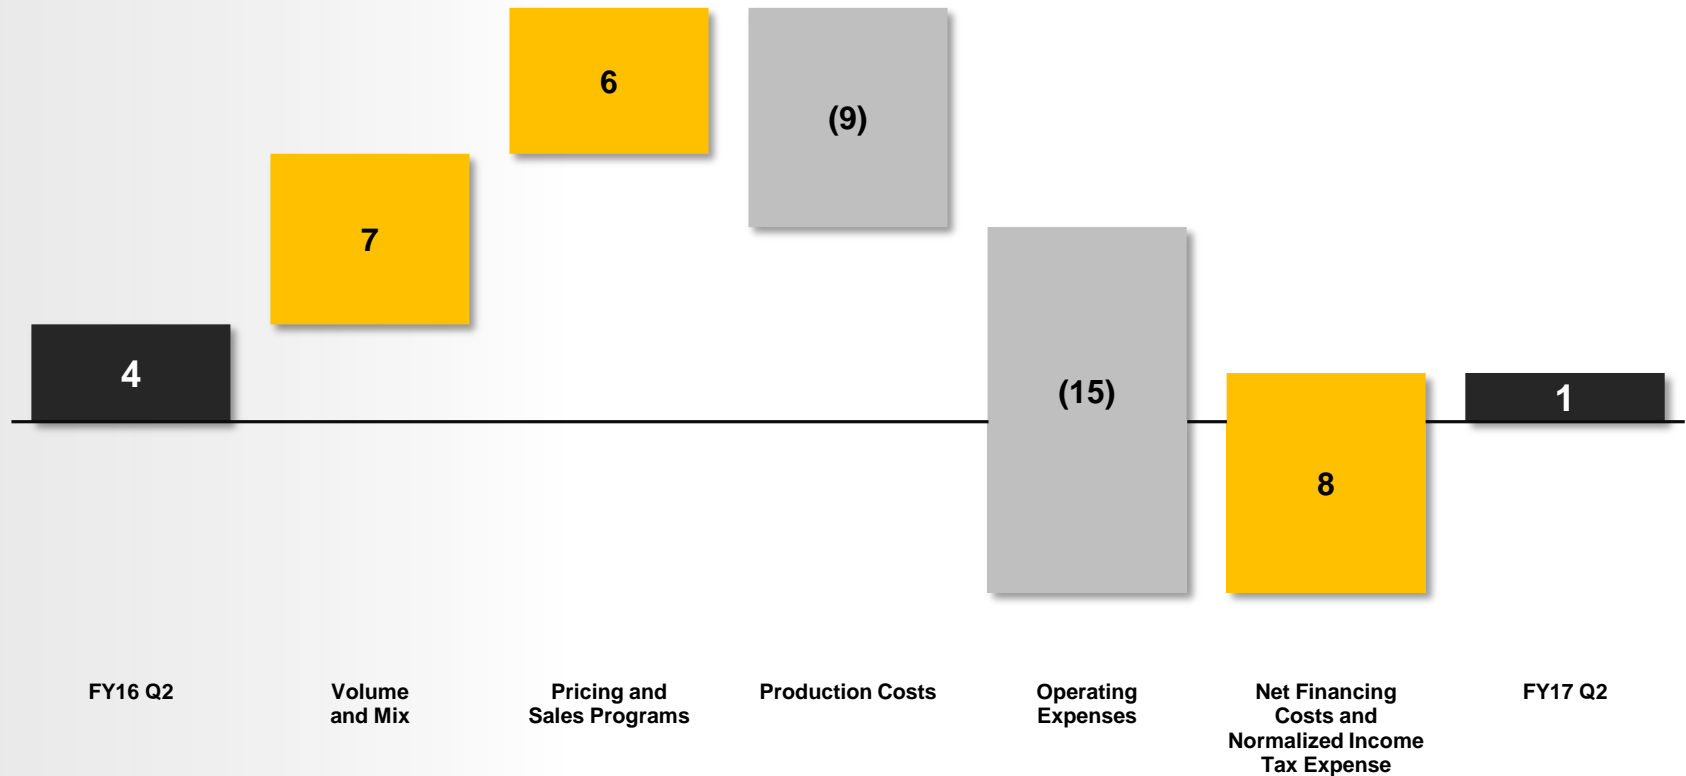 6
(9)
7
4
(15)
1
8
FY16 Q2
Volume
and Mix
Pricing and
Sales Programs
Production Costs
Operating
Expenses
Net Financing
Costs and
Normalized Income
Tax Expense
FY17 Q2